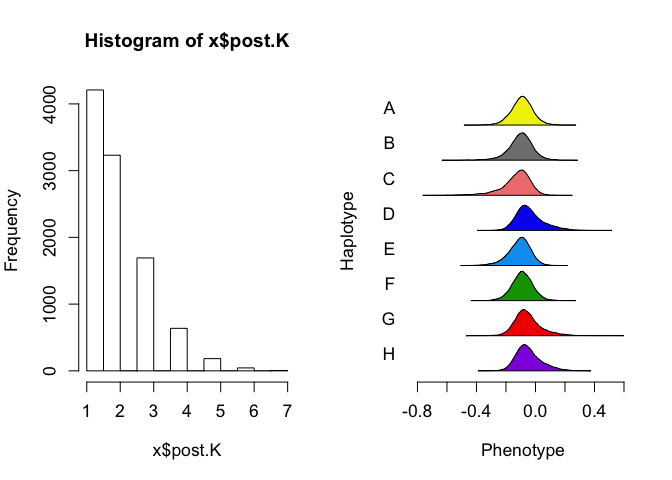 Histogram of x$post.K
Frequency
0
1000
2000
3000
4000
1 2 3 4 5 6 7
x$post.K
Haplotype
A
B
C
D
E
F
G
H
-0.8 -0.4 0.0 0.4
Phenotype